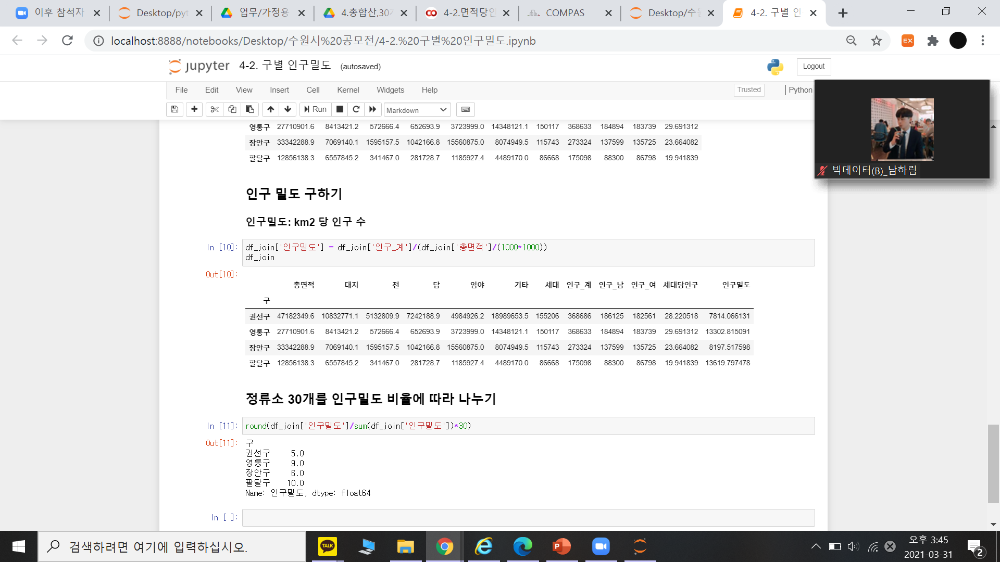 이후 참석자
Desktop/pyt
업무/가정용
4.총합산,30
4-2.면적당인
COMPAS
Desktop/수원
4-2. 구별 인
localhost:8888/notebooks/Desktop/수원시%20공모전/4-2.%20구별%20인구밀도.ipynb
EX
jupyter 4-2. 구별 인구밀도 (autosaved)
Logout
File Edit View Insert Cell Kernel Widgets Help
Trusted
Python
Run
Markdown
영통구 27710901.6 8413421.2 572666.4 652693.9 3723999.0 14348121.1 150117 368633 184894 183739 29.691312
장안구 33342288.9 7069140.1 1595157.5 1042166.8 15560875.0 8074949.5 115743 273324 137599 135725 23.664082
팔달구 12856138.3 6557845.2 341467.0 281728.7 1185927.4 4489170.0 86668 175098 88300 86798 19.941839
빅데이터(B)_남하림
인구 밀도 구하기
인구밀도: km2 당 인구 수
In [10]:
df_join['인구밀도'] = df_join['인구_계']/(df_join['총면적']/(1000*1000))
df_join
Out[10]:
총면적 대지 전 답 임야 기타 세대 인구_계 인구_남 인구_여 세대당인구 인구밀도
구
권선구 47182349.6 10832771.1 5132809.9 7242188.9 4984926.2 18989653.5 155206 368686 186125 182561 28.220518 7814.066131
영통구 27710901.6 8413421.2 572666.4 652693.9 3723999.0 14348121.1 150117 368633 184894 183739 29.691312 13302.815091
장안구 33342288.9 7069140.1 1595157.5 1042166.8 15560875.0 8074949.5 115743 273324 137599 135725 23.664082 8197.517598
팔달구 12856138.3 6557845.2 341467.0 281728.7 1185927.4 4489170.0 86668 175098 88300 86798 19.941839 13619.797478
정류소 30개를 인구밀도 비율에 따라 나누기
In [11]:
round(df_join['인구밀도']/sum(df_join['인구밀도'])*30)
Out[11]:
구
권선구 5.0
영통구 9.0
장안구 6.0
팔달구 10.0
Name: 인구밀도, dtype: float64
In [ ]:
검색하려면 여기에 입력하십시오.
TALK
오후 3:45
2021-03-31
2